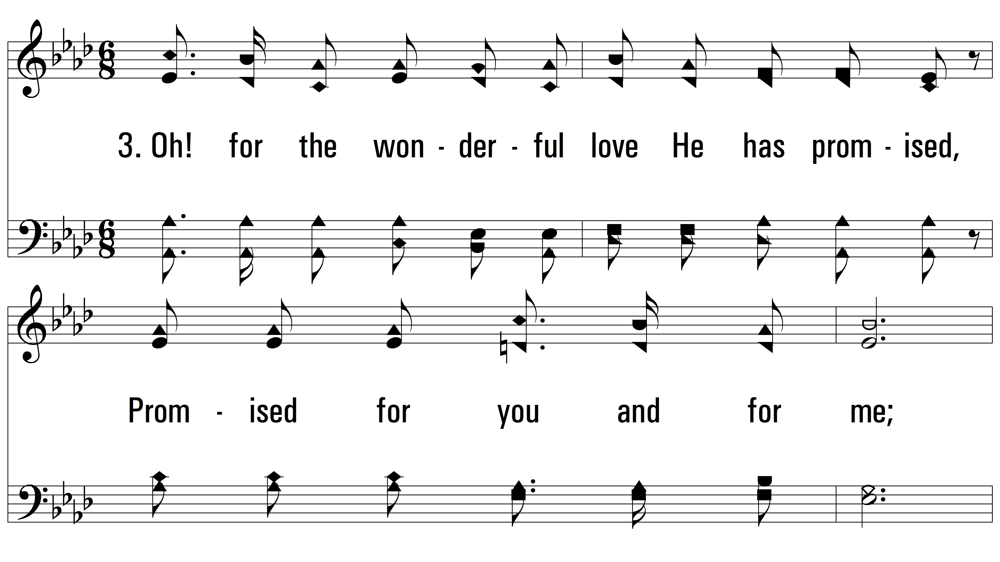 3. Oh! for the won - der - ful love He has prom - ised,
Prom - ised for you and for me;